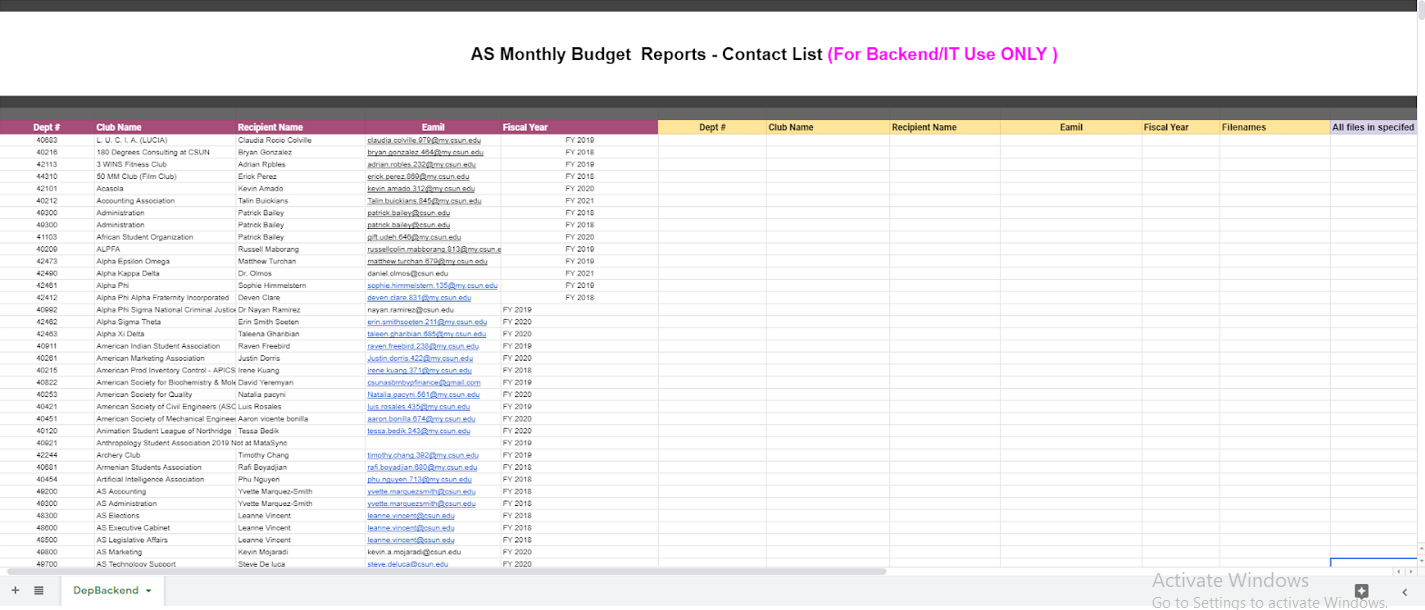 AS Monthly Budget  Reports - Contact List (For Backend/IT Use ONLY )
Dept # Club Name Recipient Name Eamil Fiscal Year Dept # Club Name Recipient Name Eamil Fiscal Year Filenames All files in specifed
40683 L. U. C. I. A. (LUCIA) Claudia Rocio Colville claudia.colville.979@my.csun.edu FY 2019
40216 180 Degrees Consulting at CSUN Bryan Gonzalez bryan.gonzalez.464@my.csun.edu FY 2018
42113 3 WINS Fitness Club Adrian Rpbles adrian.robles.232@my.csun.edu FY 2019
44310 50 MM Club (Film Club) Erick Perez erick.perez.869@my.csun.edu FY 2018
42101 Acasola Kevin Amado kevin.amado.312@my.csun.edu FY 2020
40212 Accounting Association Talin Buickians Talin.buickians.845@my.csun.edu FY 2021
49300 Administration Patrick Bailey patrick.bailey@csun.edu FY 2018
49300 Administration Patrick Bailey patrick.bailey@csun.edu FY 2018
41103 African Student Organization Patrick Bailey gift.udeh.646@my.csun.edu FY 2020
40209 ALPFA Russell Maborang russellcolin.mabborang.813@my.csun.e FY 2019
42473 Alpha Epsilon Omega Matthew Turchan matthew.turchan.679@my.csun.edu FY 2019
42490 Alpha Kappa Delta Dr. Olmos daniel.olmos@csun.edu FY 2021
42461 Alpha Phi Sophie Himmelstern sophie.himmelstern.135@my.csun.edu FY 2019
42412 Alpha Phi Alpha Fraternity Incorporated Deven Clare deven.clare.831@my.csun.edu FY 2018
40992 Alpha Phi Sigma National Criminal Justice Dr Nayan Ramirez nayan.ramirez@csun.edu FY 2019
42462 Alpha Sigma Theta Erin Smith Soeten erin.smithsoeten.211@my.csun.edu FY 2020
42463 Alpha Xi Delta Taleena Gharibian taleen.gharibian.685@my.csun.edu FY 2020
40911 American Indian Student Association Raven Freebird raven.freebird.238@my.csun.edu FY 2019
40261 American Marketing Association Justin Dorris Justin.dorris.422@my.csun.edu FY 2020
40215 American Prod Inventory Control - APICS Irene Kuang irene.kuang.371@my.csun.edu FY 2018
40822 American Society for Biochemistry & Mole David Yeremyan csunasbmbvpfinance@gmail.com FY 2019
40253 American Society for Quality Natalia pacyni Natalia.pacyni.561@my.csun.edu FY 2020
40421 American Society of Civil Engineers (ASC Luis Rosales luis.rosales.435@my.csun.edu FY 2019
40451 American Society of Mechanical Engineer Aaron vicente bonilla aaron.bonilla.674@my.csun.edu FY 2020
40120 Animation Student League of Northridge Tessa Bedik tessa.bedik.343@my.csun.edu FY 2020
40921 Anthropology Student Association 2019 Not at MataSync FY 2019
42244 Archery Club Timothy Chang timothy.chang.392@my.csun.edu FY 2019
40681 Armenian Students Association Rafi Boyadjian rafi.boyadjian.680@my.csun.edu FY 2018
40454 Artificial Intelligence Association Phu Nguyen phu.nguyen.713@my.csun.edu FY 2018
49200 AS Accounting Yvette Marquez-Smith yvette.marquezsmith@csun.edu FY 2018
49300 AS Administration Yvette Marquez-Smith yvette.marquezsmith@csun.edu FY 2018
48300 AS Elections Leanne Vincent leanne.vincent@csun.edu FY 2018
48600 AS Executive Cabinet Leanne Vincent leanne.vincent@csun.edu FY 2018
48500 AS Legislative Affairs Leanne Vincent leanne.vincent@csun.edu FY 2018
49800 AS Marketing Kevin Mojaradi kevin.a.mojaradi@csun.edu FY 2020
49700 AS Technology Support Steve De luca steve.deluca@csun.edu FY 2020
DepBackend
Activate Windows
Go to Settings to activate Windows.